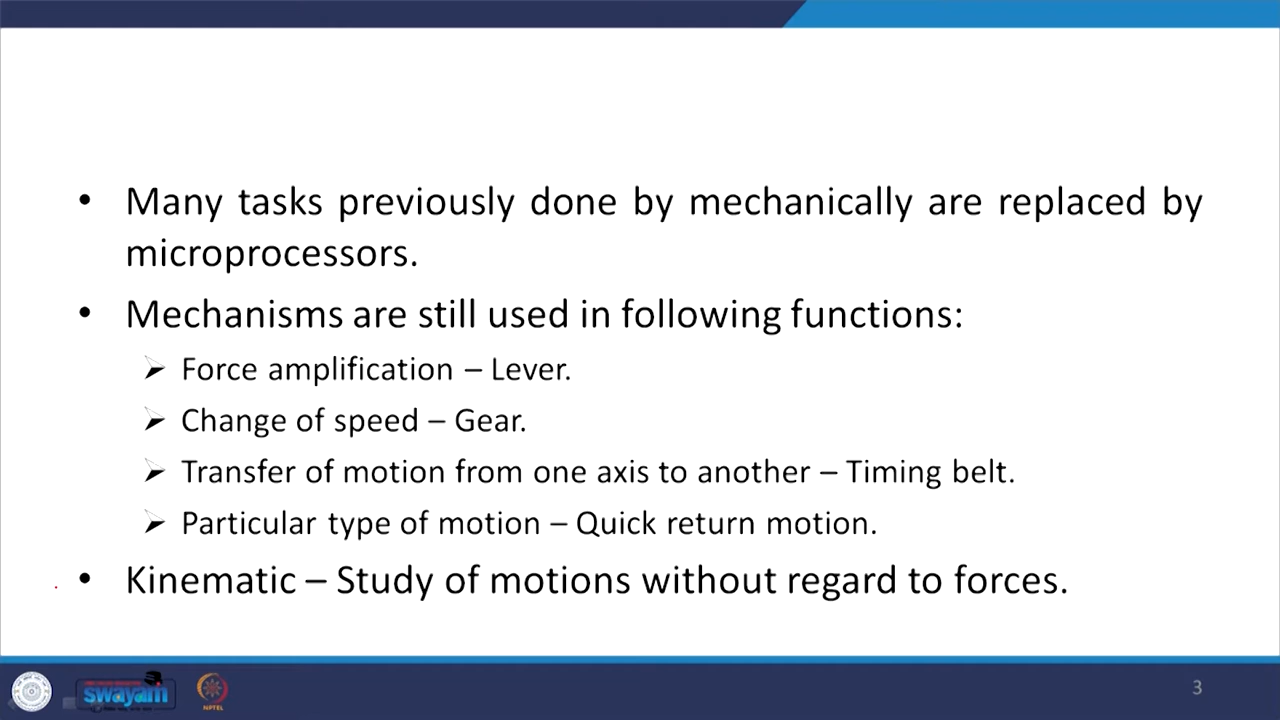 • Many tasks previously done by mechanically are replaced by
microprocessors.
• Mechanisms are still used in following functions:
➢ Force amplification – Lever.
➢ Change of speed – Gear.
➢ Transfer of motion from one axis to another – Timing belt.
➢ Particular type of motion – Quick return motion.
• Kinematic – Study of motions without regard to forces.
swayam
NPTEL
3